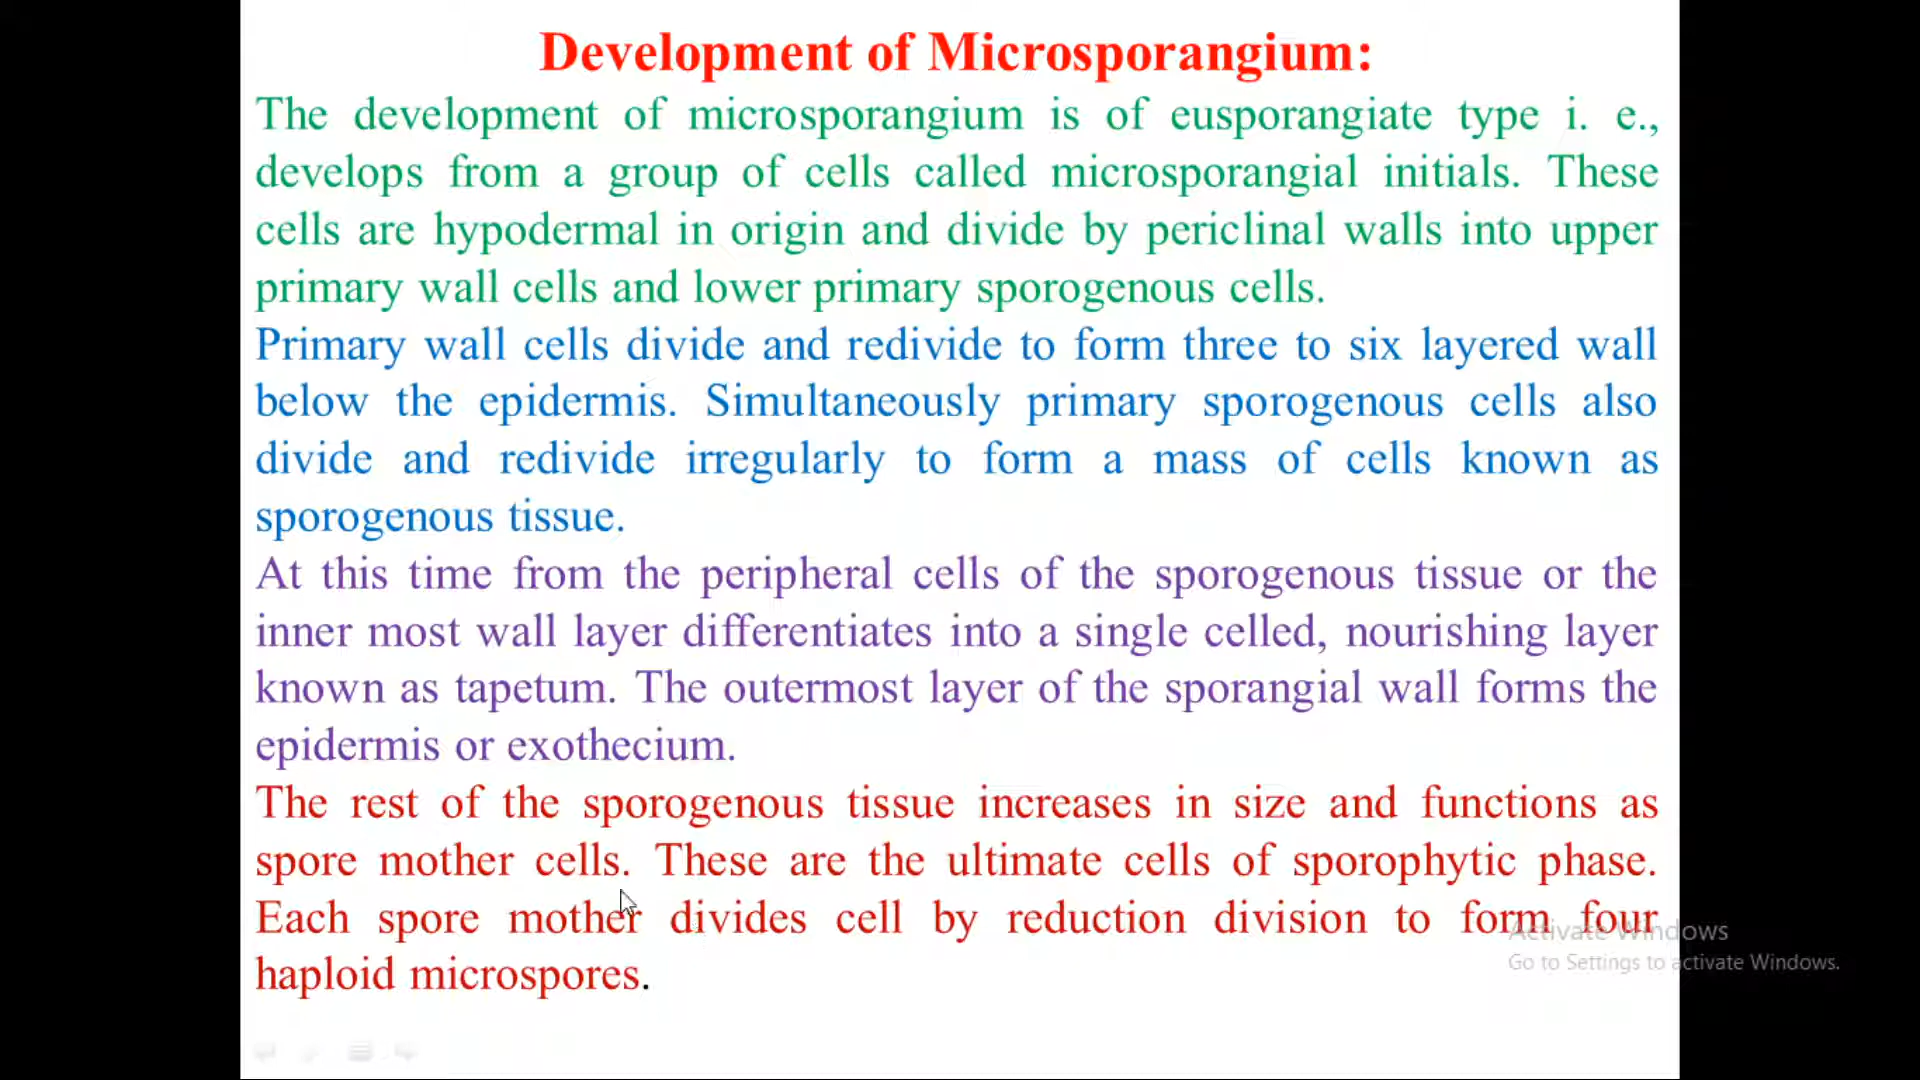 Development of Microsporangium:
The development of microsporangium is of eusporangiate type i. e.,
develops from a group of cells called microsporangial initials. These
cells are hypodermal in origin and divide by periclinal walls into upper
primary wall cells and lower primary sporogenous cells.
Primary wall cells divide and redivide to form three to six layered wall
below the epidermis. Simultaneously primary sporogenous cells also
divide and redivide irregularly to form a mass of cells known as
sporogenous tissue.
At this time from the peripheral cells of the sporogenous tissue or the
inner most wall layer differentiates into a single celled, nourishing layer
known as tapetum. The outermost layer of the sporangial wall forms the
epidermis or exothecium.
The rest of the sporogenous tissue increases in size and functions as
spore mother cells. These are the ultimate cells of sporophytic phase.
Each spore mother divides cell by reduction division to form four
haploid microspores.
Activate Windows
Go to Settings to activate Windows.